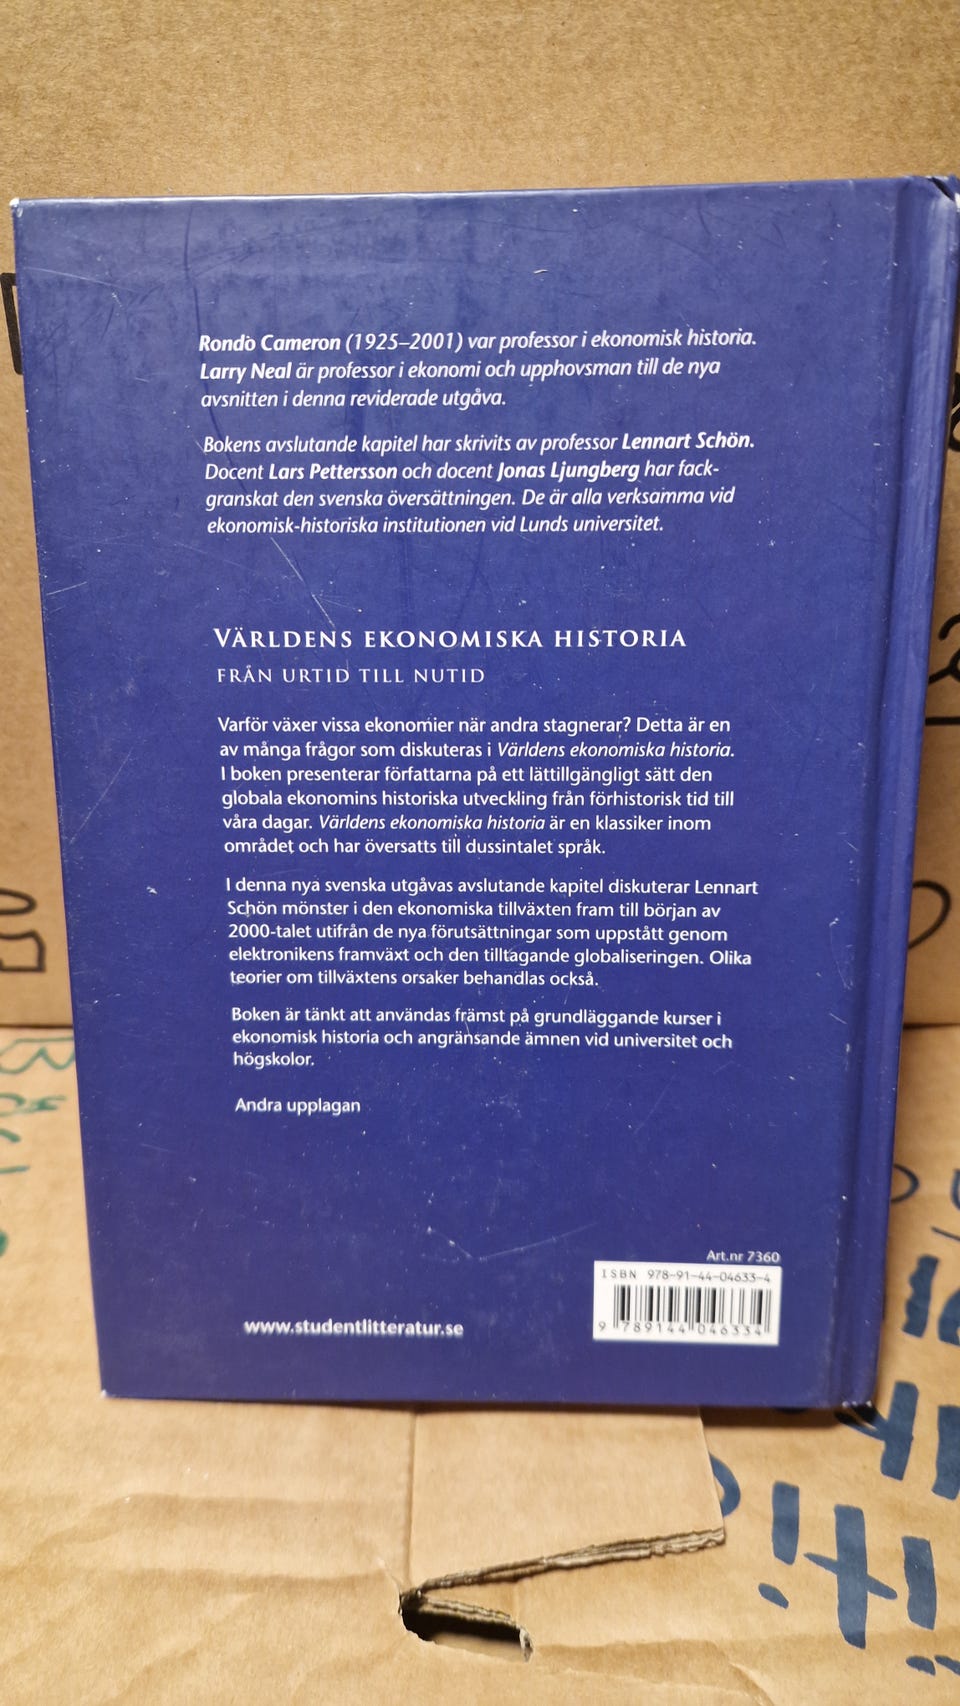 Rondo Cameron (1925–2001) var professor i ekonomisk historia.
Larry Neal är professor i ekonomi och upphovsman till de nya
avsnitten i denna reviderade utgåva.
Bokens avslutande kapitel har skrivits av professor Lennart Schön.
Docent Lars Pettersson och docent Jonas Ljungberg har fack-
granskat den svenska översättningen. De är alla verksamma vid
ekonomisk-historiska institutionen vid Lunds universitet.
VÄRLDENS EKONOMISKA HISTORIA
FRÅN URTID TILL NUTID
Varför växer vissa ekonomier när andra stagnerar? Detta är en
av många frågor som diskuteras i Världens ekonomiska historia.
I boken presenterar författarna på ett lättillgängligt sätt den
globala ekonomins historiska utveckling från förhistorisk tid till
våra dagar. Världens ekonomiska historia är en klassiker inom
området och har översatts till dussintalet språk.
I denna nya svenska utgåvas avslutande kapitel diskuterar Lennart
Schön mönster i den ekonomiska tillväxten fram till början av
2000-talet utifrån de nya förutsättningar som uppstått genom
elektronikens framväxt och den tilltagande globaliseringen. Olika
teorier om tillväxtens orsaker behandlas också.
Boken är tänkt att användas främst på grundläggande kurser i
ekonomisk historia och angränsande ämnen vid universitet och
högskolor.
Andra upplagan
Art.nr 7360
ISBN 978-91-44-04633-4
9 789144 046334
www.studentlitteratur.se